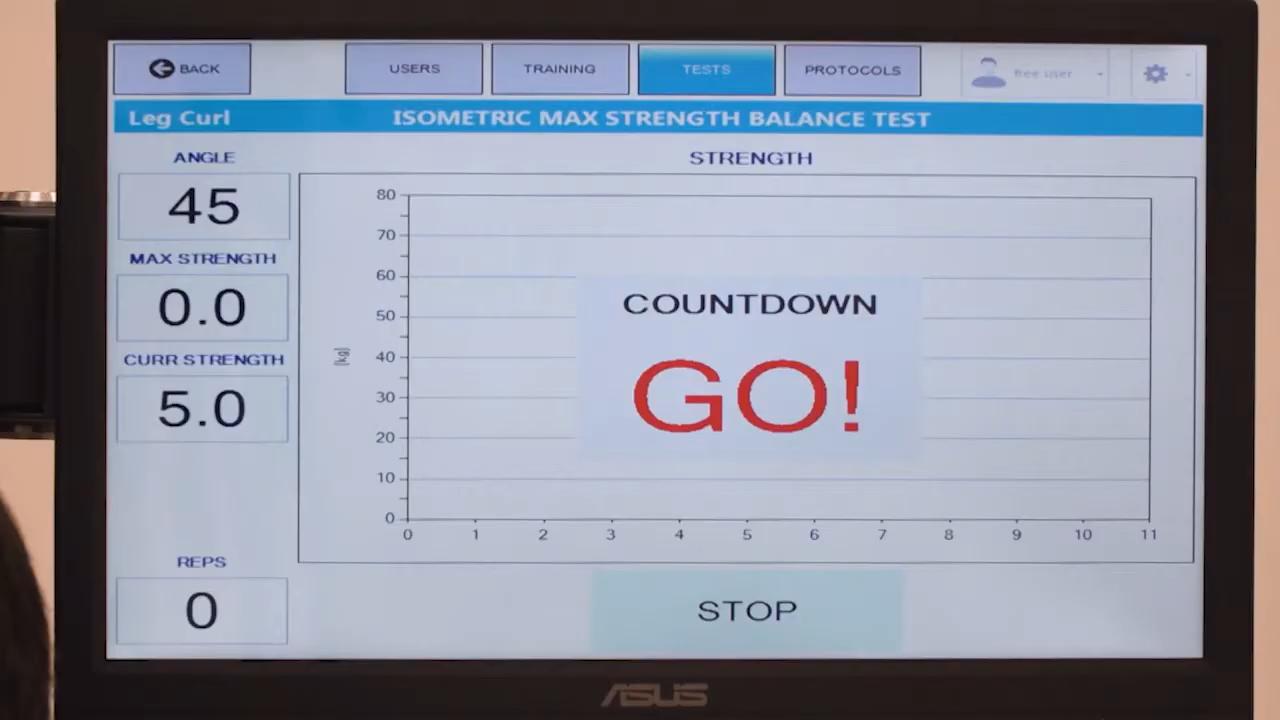 BACK
USERS
TRAINING
TESTS
PROTOCOLS
free user
Leg Curl
ISOMETRIC MAX STRENGTH BALANCE TEST
ANGLE
45
MAX STRENGTH
0.0
CURR STRENGTH
5.0
REPS
0
STRENGTH
80
70
60
50
40
30
20
10
0
[kg]
0 1 2 3 4 5 6 7 8 9 10 11
COUNTDOWN
GO!
STOP
ASUS